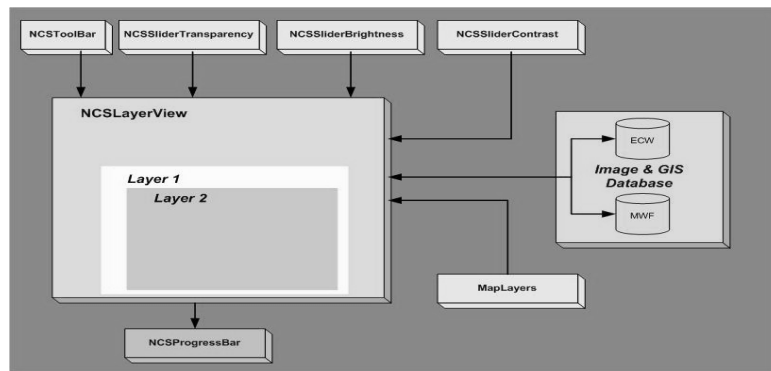 NCSToolBar
NCSSliderTransparency
NCSSliderBrightness
NCSSliderContrast
NCSLayerView
Layer 1
Layer 2
ECW
Image & GIS
Database
MWF
MapLayers
NCSProgressBar